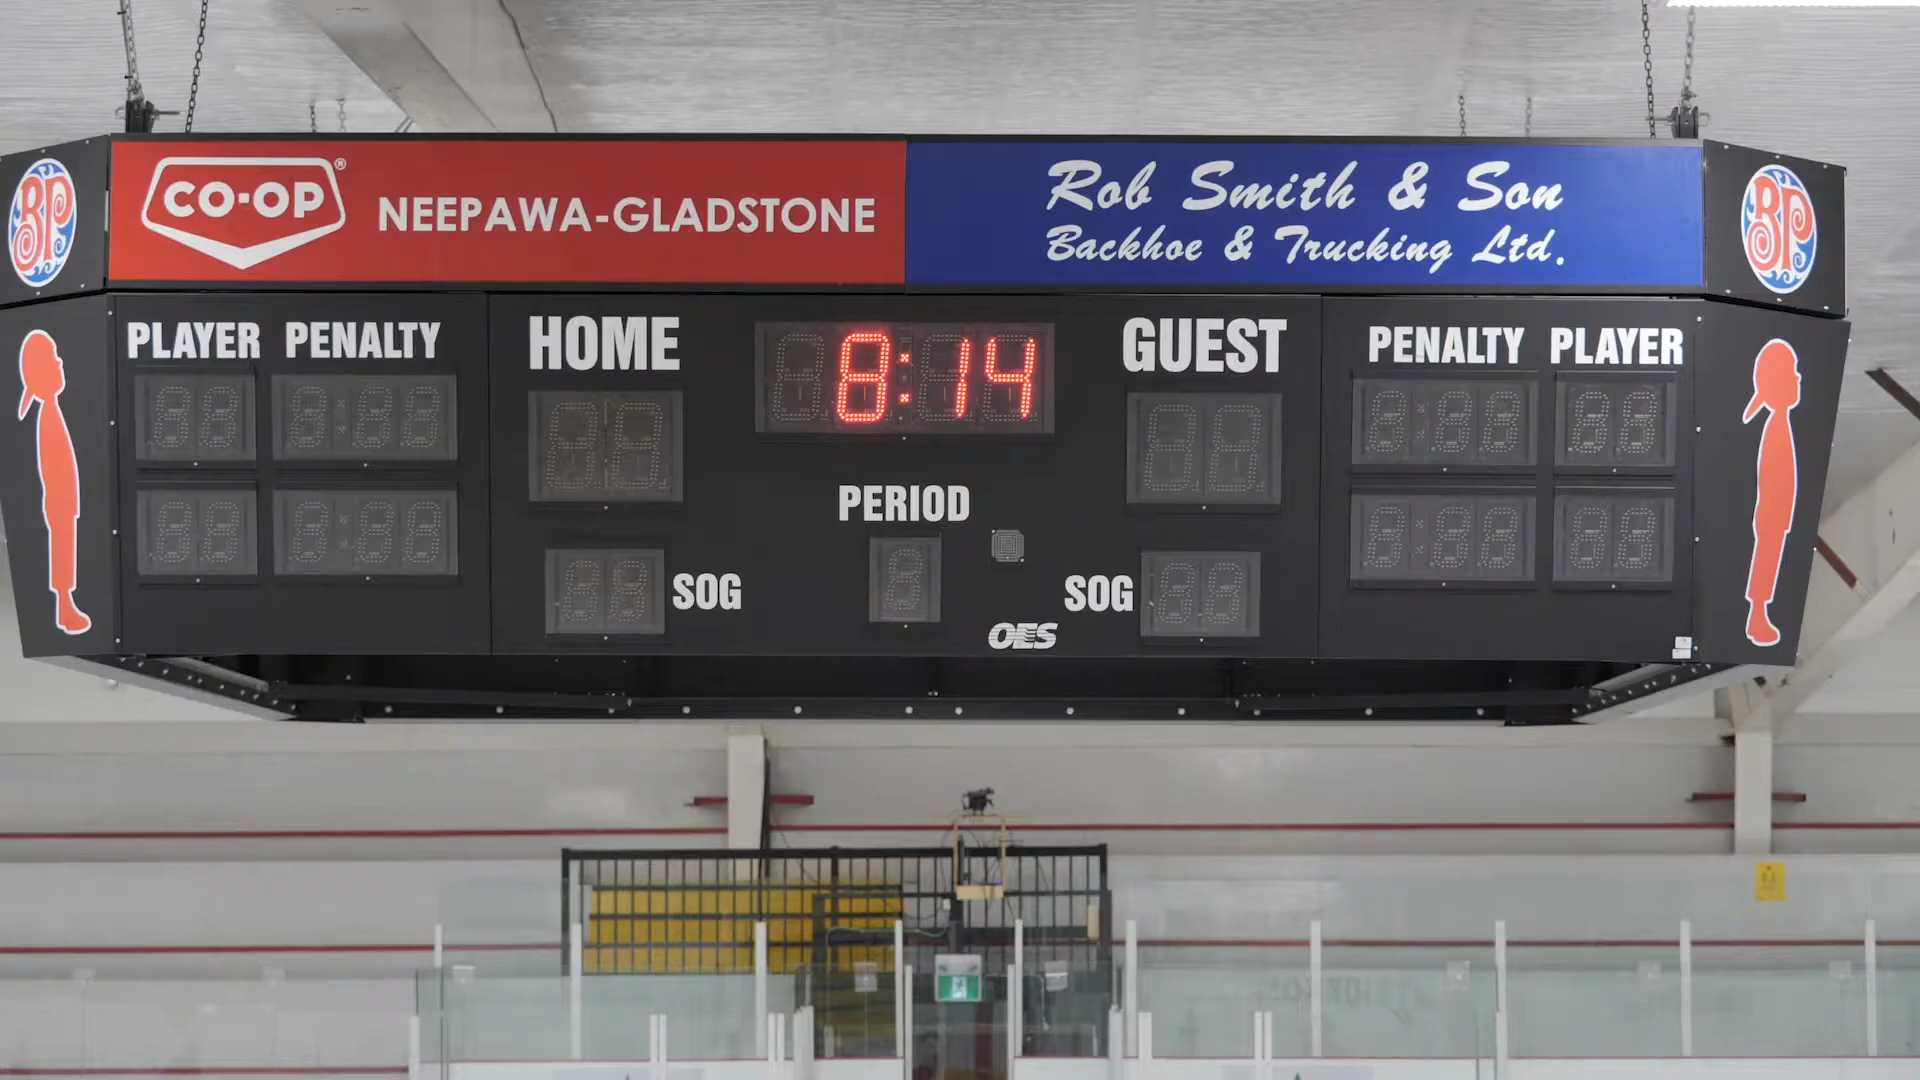 BP
CO-OP®
NEEPAWA-GLADSTONE
Rob Smith & Son
Backhoe & Trucking Ltd.
BP
PLAYER PENALTY
HOME
8:14
GUEST
PENALTY PLAYER
PERIOD
SOG
SOG
OES